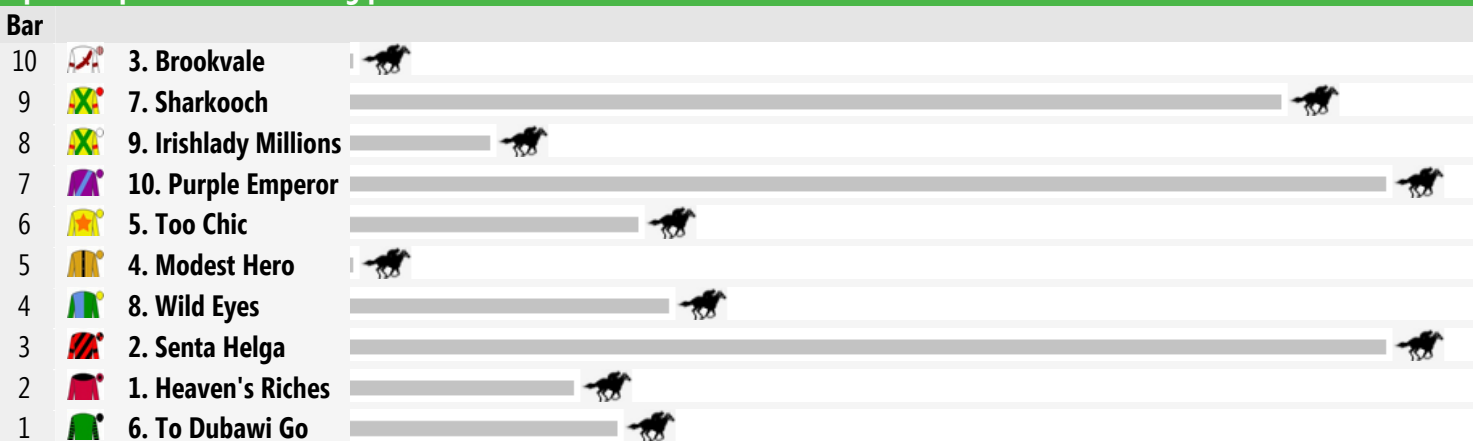 Bar
10 3. Brookvale
9 7. Sharkooch
8 9. Irishlady Millions
7 10. Purple Emperor
6 5. Too Chic
5 4. Modest Hero
4 8. Wild Eyes
3 2. Senta Helga
2 1. Heaven's Riches
1 6. To Dubawi Go